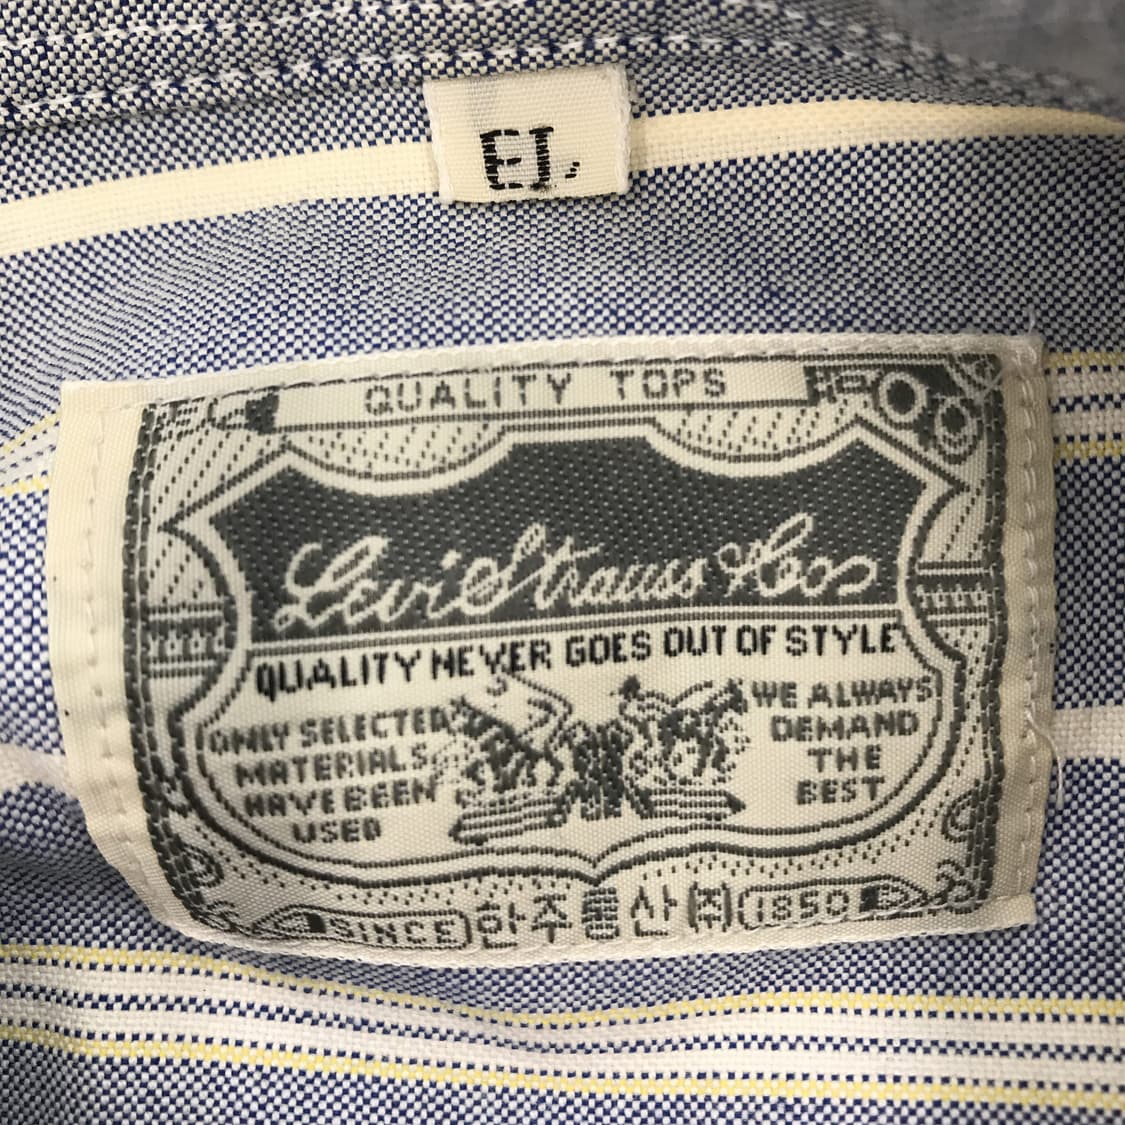 EL.
QUALITY TOPS
Levi Strauss & Co
QUALITY NEVER GOES OUT OF STYLE
ONLY SELECTED
MATERIALS
HAVE BEEN
USED
WE ALWAYS
DEMAND
THE
BEST
SINCE 한주통산(주) 1850